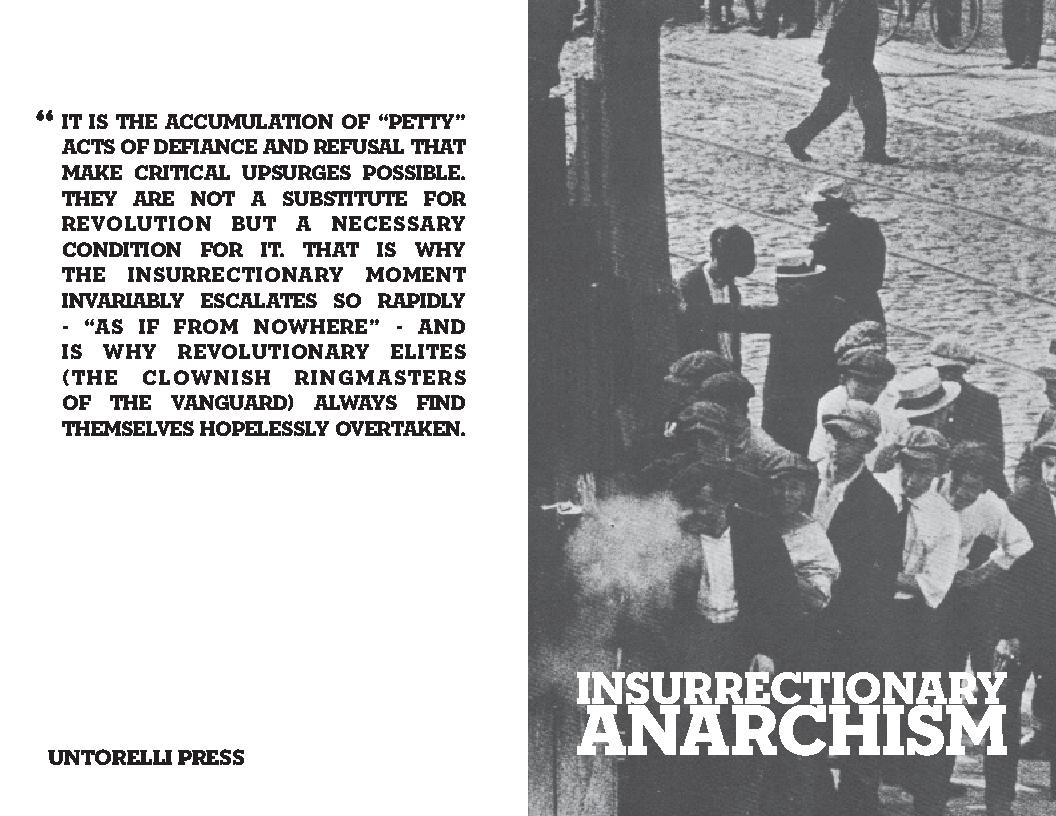 “ IT IS THE ACCUMULATION OF “PETTY”
ACTS OF DEFIANCE AND REFUSAL THAT
MAKE CRITICAL UPSURGES POSSIBLE.
THEY ARE NOT A SUBSTITUTE FOR
REVOLUTION BUT A NECESSARY
CONDITION FOR IT. THAT IS WHY
THE INSURRECTIONARY MOMENT
INVARIABLY ESCALATES SO RAPIDLY
- “AS IF FROM NOWHERE” - AND
IS WHY REVOLUTIONARY ELITES
(THE CLOWNISH RINGMASTERS
OF THE VANGUARD) ALWAYS FIND
THEMSELVES HOPELESSLY OVERTAKEN.
UNTORELLI PRESS
INSURRECTIONARY
ANARCHISM